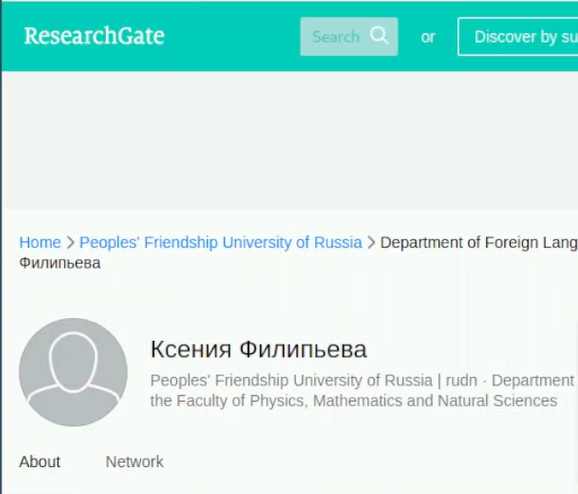 ResearchGate
Search
or
Discover by su
Home > Peoples' Friendship University of Russia > Department of Foreign Lang
Филипьева
Ксения Филипьева
Peoples' Friendship University of Russia | rudn · Department
the Faculty of Physics, Mathematics and Natural Sciences
About
Network